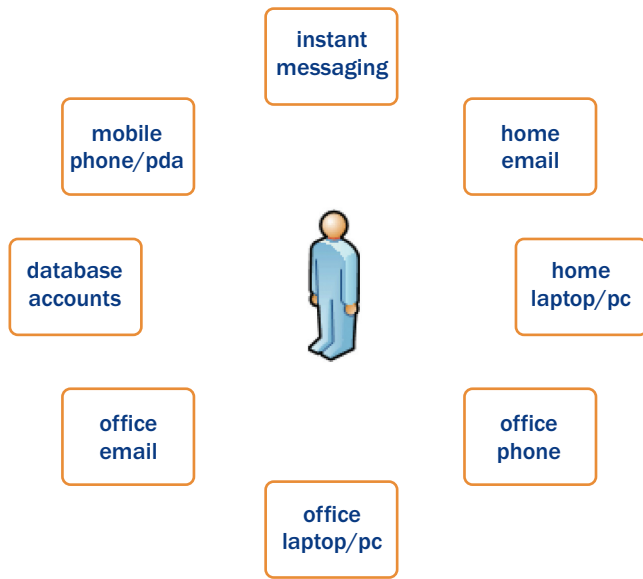 instant
messaging
mobile
phone/pda
home
email
database
accounts
home
laptop/pc
office
email
office
phone
office
laptop/pc